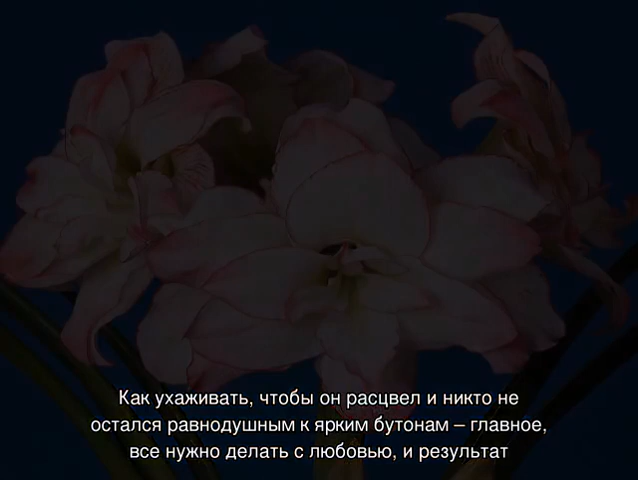 Как ухаживать, чтобы он расцвел и никто не
остался равнодушным к ярким бутонам – главное,
все нужно делать с любовью, и результат